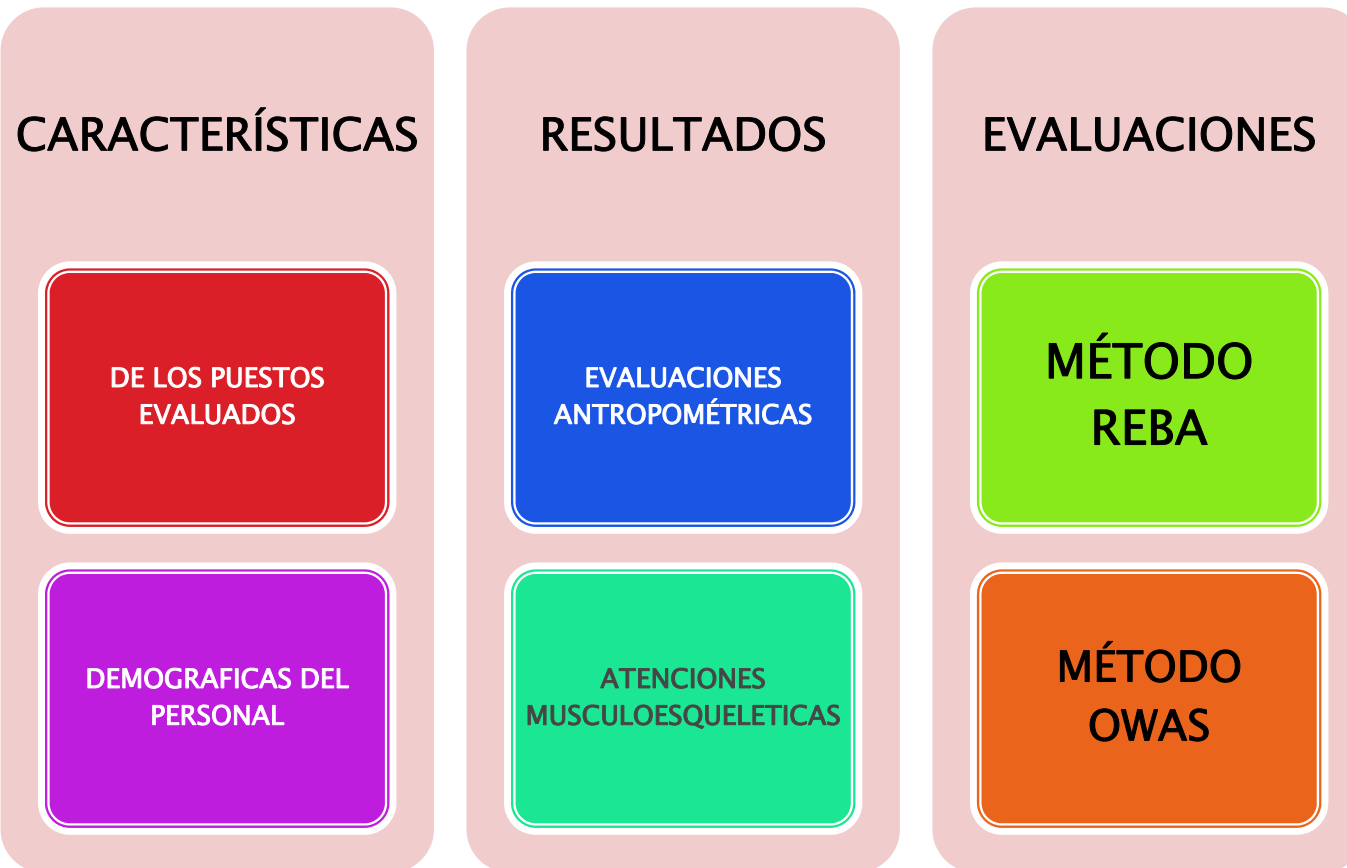 CARACTERÍSTICAS
DE LOS PUESTOS
EVALUADOS
DEMOGRAFICAS DEL
PERSONAL
RESULTADOS
EVALUACIONES
ANTROPOMÉTRICAS
ATENCIONES
MUSCULOESQUELETICAS
EVALUACIONES
MÉTODO
REBA
MÉTODO
OWAS